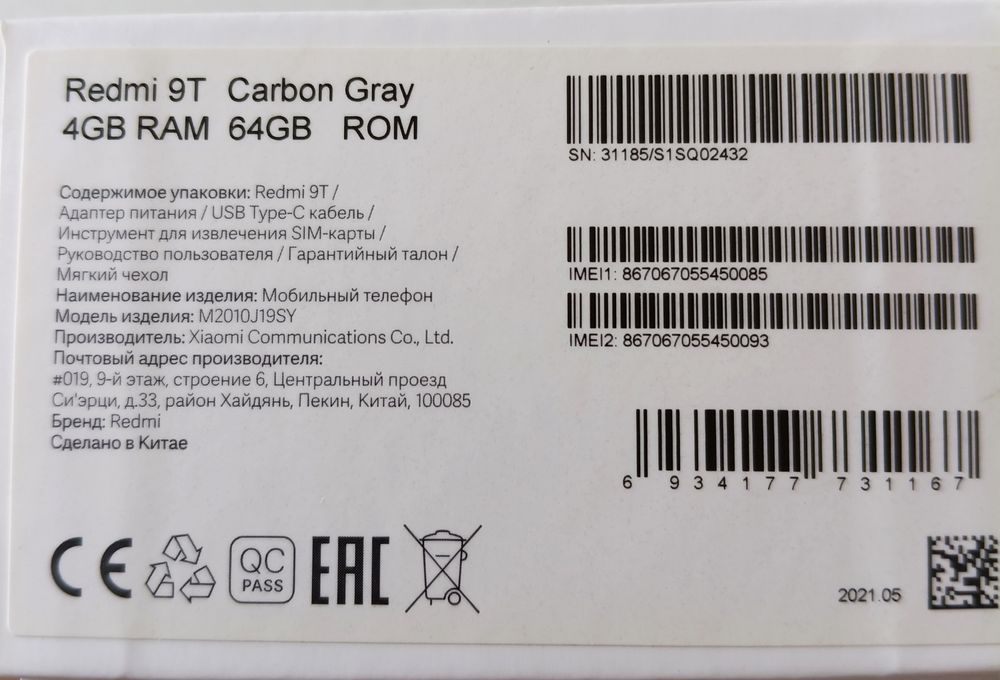 Redmi 9T Carbon Gray
4GB RAM 64GB ROM
Содержимое упаковки: Redmi 9T /
Адаптер питания / USB Type-C кабель /
Инструмент для извлечения SIM-карты /
Руководство пользователя / Гарантийный талон /
Мягкий чехол
Наименование изделия: Мобильный телефон
Модель изделия: M2010J19SY
Производитель: Xiaomi Communications Co., Ltd.
Почтовый адрес производителя:
#019, 9-й этаж, строение 6, Центральный проезд
Си'эрци, д.33, район Хайдянь, Пекин, Китай, 100085
Бренд: Redmi
Сделано в Китае
CE
QC
PASS
EAC
SN: 31185/S1SQ02432
IMEI1: 867067055450085
IMEI2: 867067055450093
6 934177 731167
2021.05